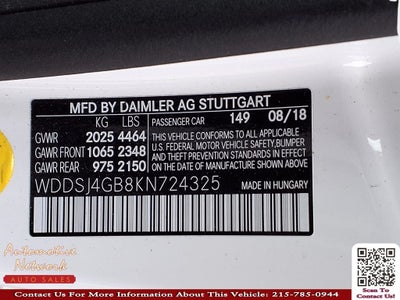 MFD BY DAIMLER AG STUTTGART
KG LBS PASSENGER CAR 149 08/18
GVWR 2025 4464
GAWR FRONT 1065 2348
GAWR REAR 975 2150
THIS VEHICLE CONFORMS TO ALL APPLICABLE
U.S. FEDERAL MOTOR VEHICLE SAFETY,
BUMPER, AND THEFT PREVENTION STANDARDS
IN EFFECT ON THE DATE OF MANUFACTURE
SHOWN ABOVE.
WDDSJ4GB8KN724325
MADE IN HUNGARY
Automotive
Network
AUTO SALES
Scan To
Contact Us!
Contact Us For More Information About This Vehicle: 215-785-0944